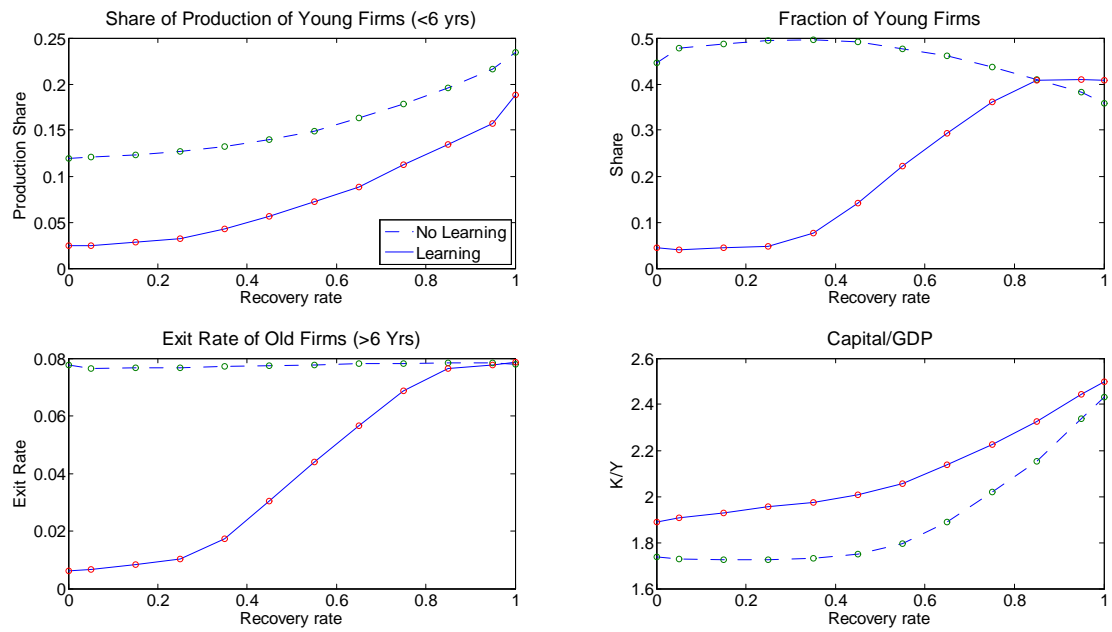 Share of Production of Young Firms (<6 yrs)
0.25
0.2
0.15
0.1
0.05
0
Production Share
0 0.2 0.4 0.6 0.8 1
Recovery rate
No Learning
Learning
Fraction of Young Firms
0.5
0.4
0.3
0.2
0.1
0
Share
0 0.2 0.4 0.6 0.8 1
Recovery rate
Exit Rate of Old Firms (>6 Yrs)
0.08
0.06
0.04
0.02
0
Exit Rate
0 0.2 0.4 0.6 0.8 1
Recovery rate
Capital/GDP
2.6
2.4
2.2
2
1.8
1.6
K/Y
0 0.2 0.4 0.6 0.8 1
Recovery rate